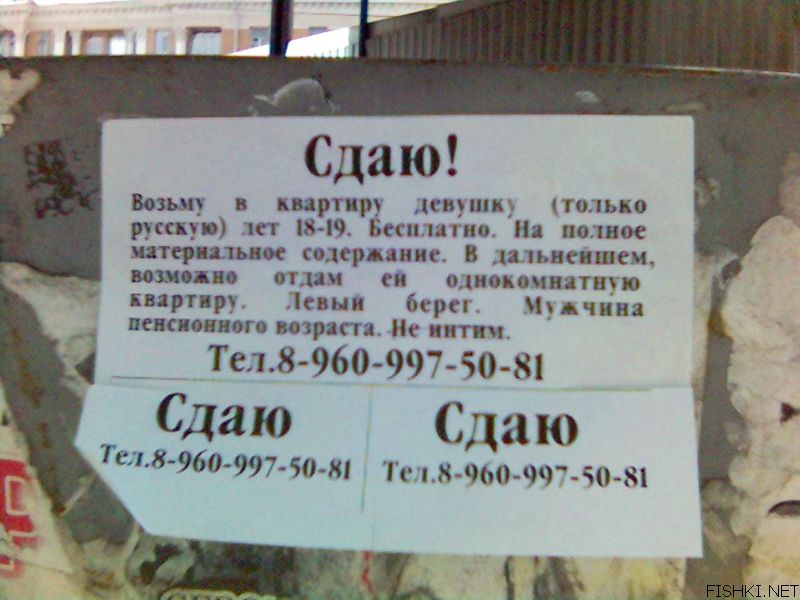 Сдаю!
Возьму в квартиру девушку (только
русскую) лет 18-19. Бесплатно. На полное
материальное содержание. В дальнейшем,
возможно отдам ей однокомнатную
квартиру. Левый берег. Мужчина
пенсионного возраста. Не интим.
Тел.8-960-997-50-81
Сдаю
Тел.8-960-997-50-81
Сдаю
Тел.8-960-997-50-81
FISHKI.NET